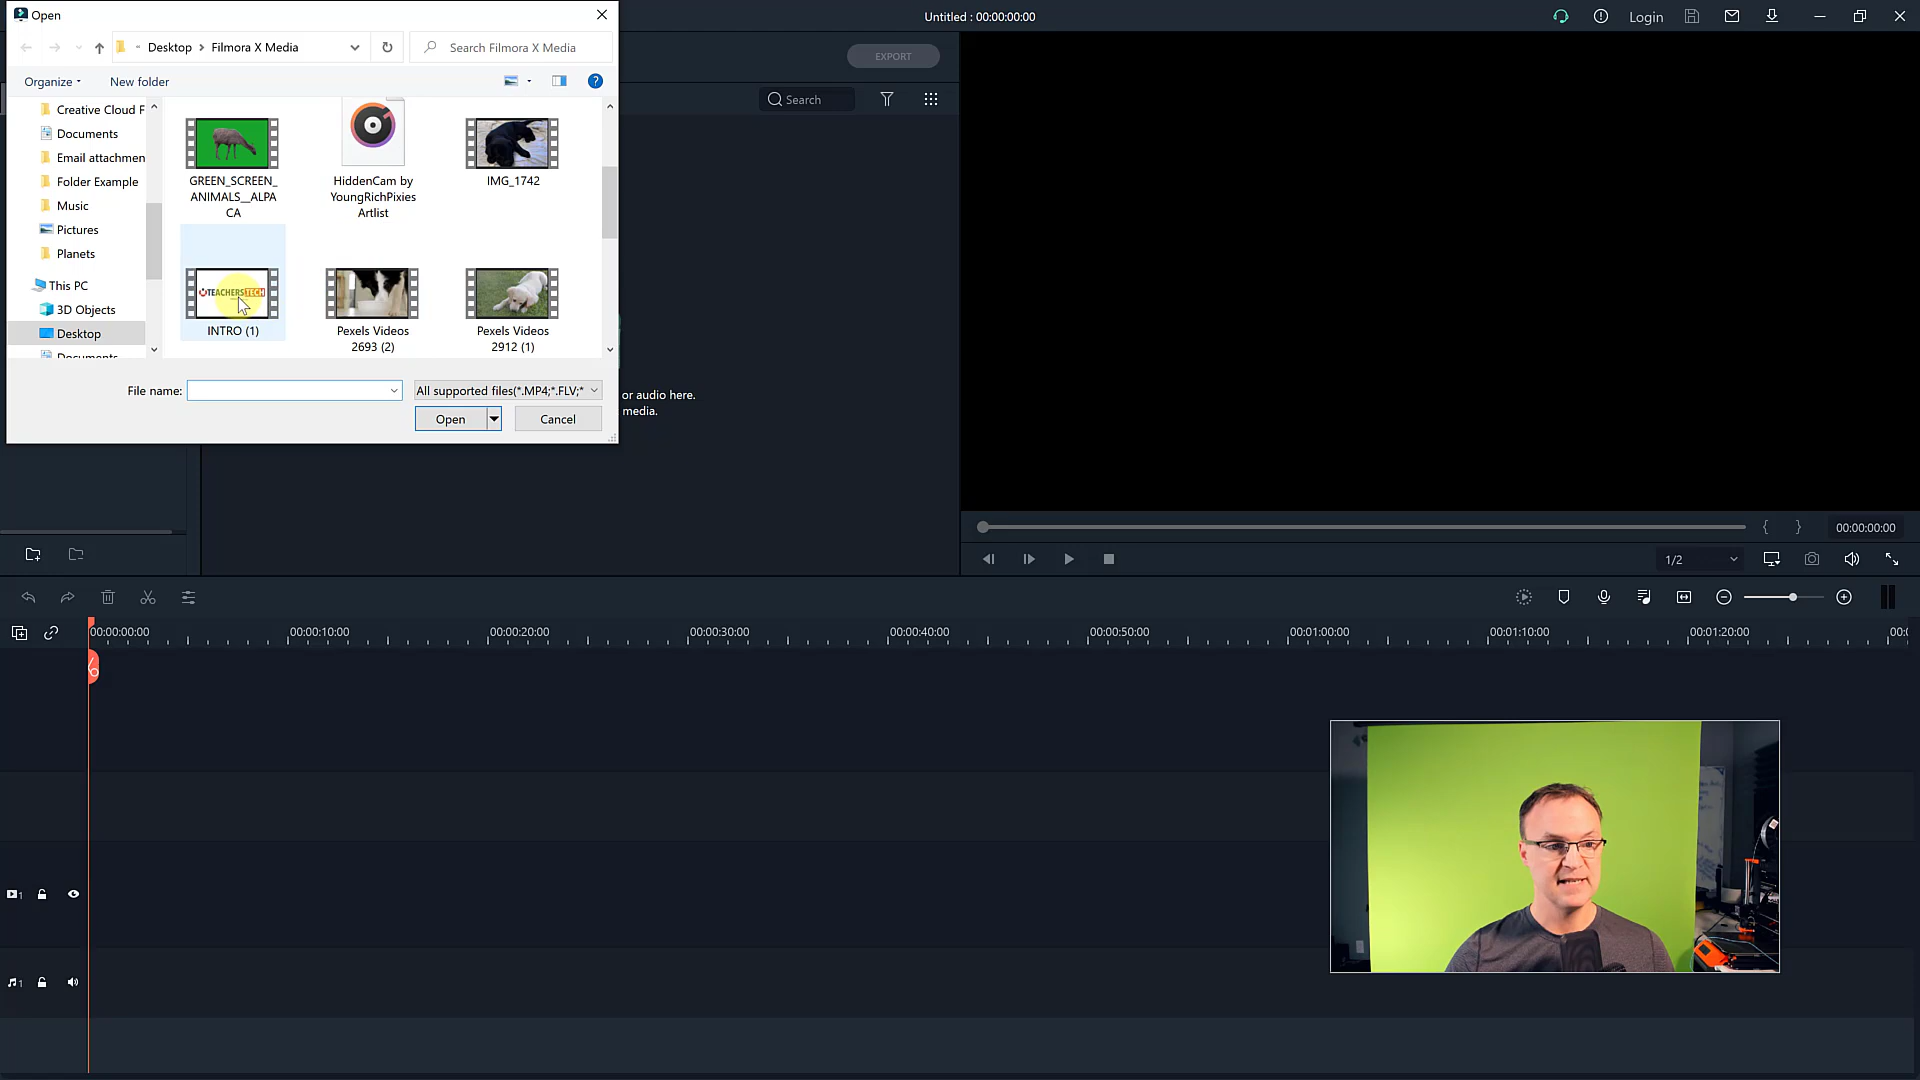 Open
Untitled : 00:00:00:00
Login
Desktop
Filmora X Media
Search Filmora X Media
EXPORT
Organize
New folder
?
Search
Creative Cloud F
Documents
Email attachmen
Folder Example
Music
Pictures
Planets
This PC
3D Objects
Desktop
Documents
GREEN_SCREEN_
ANIMALS__ALPA
CA
HiddenCam by
YoungRichPixies
Artlist
IMG_1742
TEACHERSTECH
INTRO (1)
Pexels Videos
2693 (2)
Pexels Videos
2912 (1)
File name:
All supported files(*.MP4;*.FLV;*
Open
Cancel
or audio here.
media.
{ }
00:00:00:00
1/2
00:00:00:00
00:00:10:00
00:00:20:00
00:00:30:00
00:00:40:00
00:00:50:00
00:01:00:00
00:01:10:00
00:01:20:00
00:0
1
1